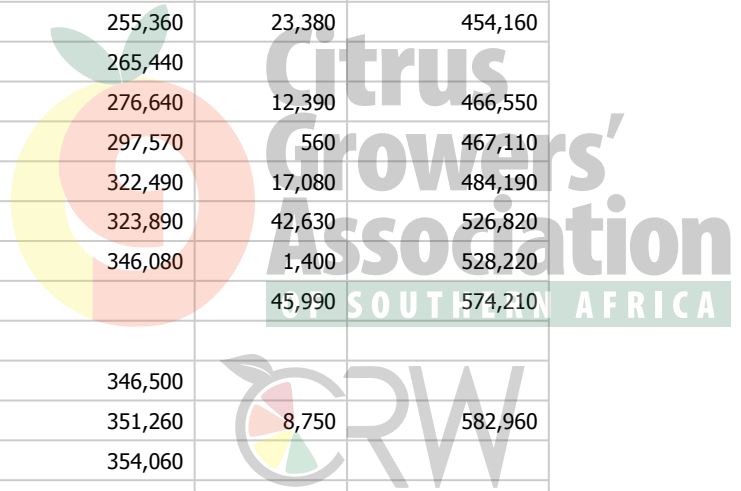 255,360 23,380 454,160
265,440
276,640 12,390 466,550
297,570 560 467,110
322,490 17,080 484,190
323,890 42,630 526,820
346,080 1,400 528,220
45,990 574,210
346,500
351,260 8,750 582,960
354,060
Citrus
Growers'
Association
OF SOUTHERN AFRICA
CRW